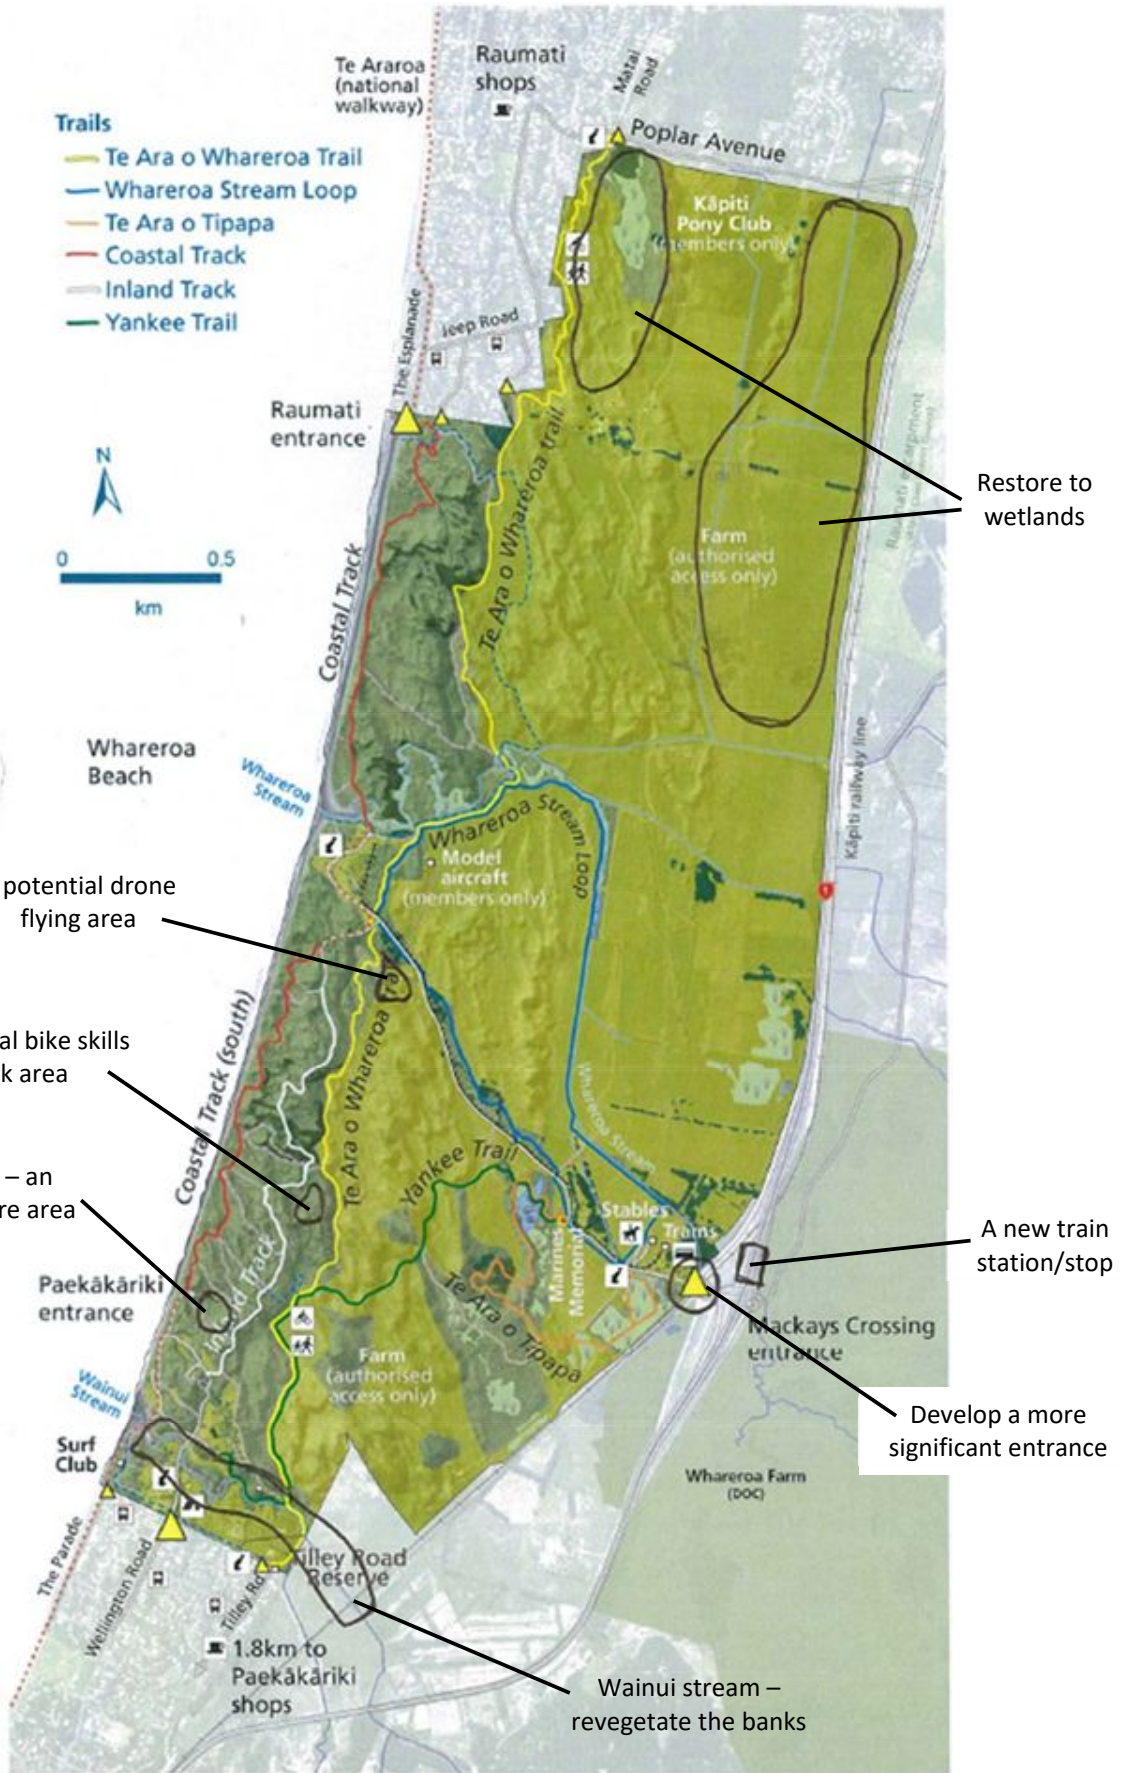 Te Araroa
(national
walkway)
Raumati
shops
Matai
Road
Poplar Avenue
Trails
Te Ara o Whareroa Trail
Whareroa Stream Loop
Te Ara o Tipapa
Coastal Track
Inland Track
Yankee Trail
Kāpiti
Pony Club
(members only)
The Esplanade
Jeep Road
Raumati
entrance
N
0 0.5
km
Te Ara o Whareroa trail
Coastal Track
Restore to
wetlands
Farm
(authorised
access only)
Whareroa
Beach
Whareroa
Stream
Kāpiti railway line
1
Whareroa Stream Loop
Model
aircraft
(members only)
potential drone
flying area
al bike skills
k area
– an
re area
Coastal Track (south)
Te Ara o Whareroa
Yankee Trail
Whareroa Stream
Stables
Trams
Marines
Memorial
A new train
station/stop
Paekākāriki
entrance
Track
Te Ara o Tipapa
Mackays Crossing
entrance
Farm
(authorised
access only)
Wainui
Stream
Develop a more
significant entrance
Surf
Club
Whareroa Farm
(DOC)
The Parade
Wellington Road
Tilley Rd
Tilley Road
Reserve
1.8km to
Paekākāriki
shops
Wainui stream –
revegetate the banks